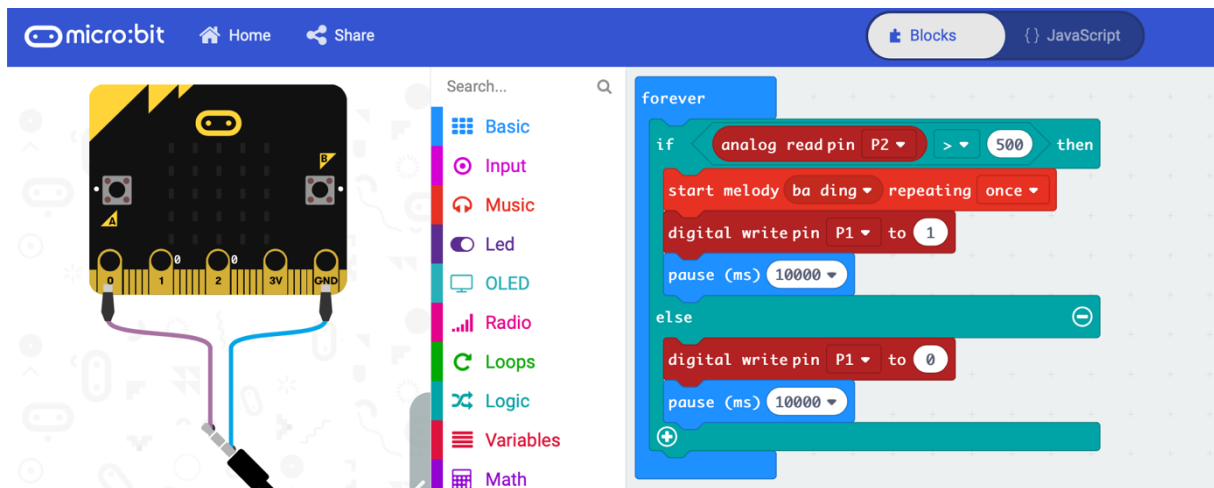 micro:bit Home Share Blocks {} JavaScript
Search...
Basic
Input
Music
Led
OLED
Radio
Loops
Logic
Variables
Math
A
B
0 0
0 1 2 3V GND
forever
if analog read pin P2 > 500 then
start melody ba ding repeating once
digital write pin P1 to 1
pause (ms) 10000
else
digital write pin P1 to 0
pause (ms) 10000